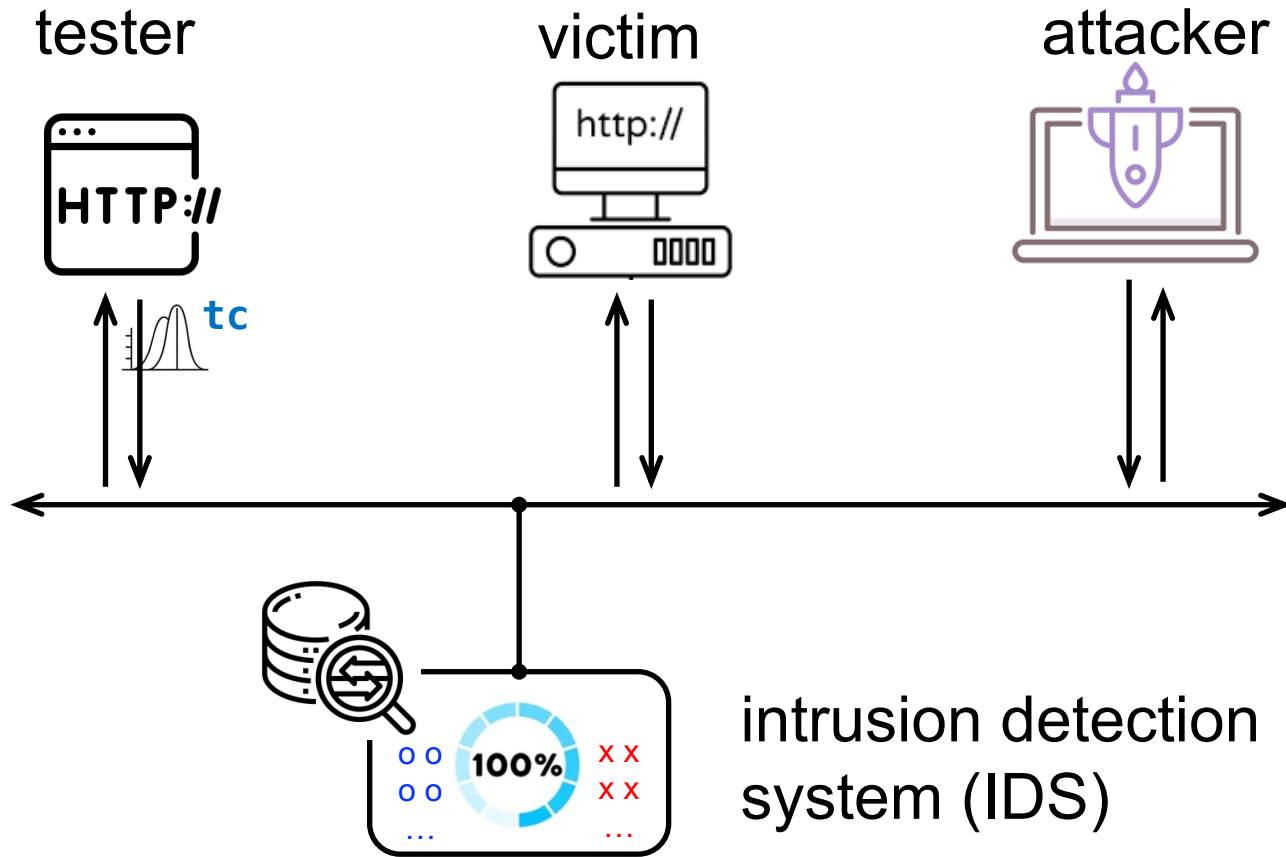 tester
victim
attacker
HTTP://
http://
tc
o o
o o
...
100%
x x
x x
...
intrusion detection
system (IDS)